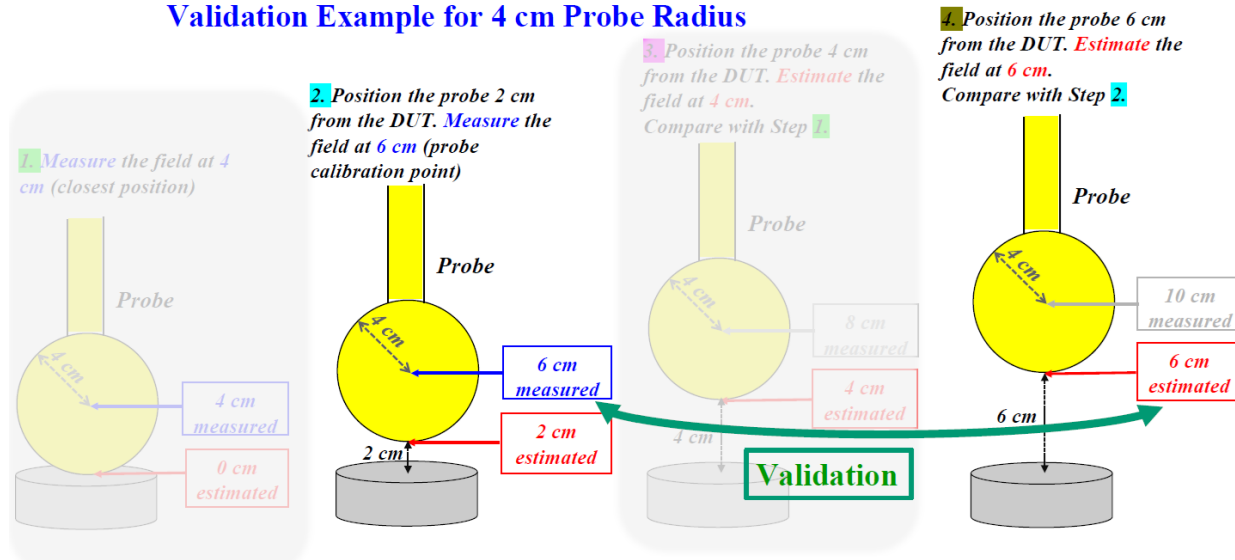 Validation Example for 4 cm Probe Radius
1. Measure the field at 4
cm (closest position)
Probe
4 cm
4 cm
measured
0 cm
estimated
2. Position the probe 2 cm
from the DUT. Measure the
field at 6 cm (probe
calibration point)
Probe
4 cm
6 cm
measured
2 cm
estimated
2 cm
3. Position the probe 4 cm
from the DUT. Estimate the
field at 4 cm.
Compare with Step 1.
Probe
4 cm
8 cm
measured
4 cm
estimated
4 cm
Validation
4. Position the probe 6 cm
from the DUT. Estimate the
field at 6 cm.
Compare with Step 2.
Probe
4 cm
10 cm
measured
6 cm
estimated
6 cm